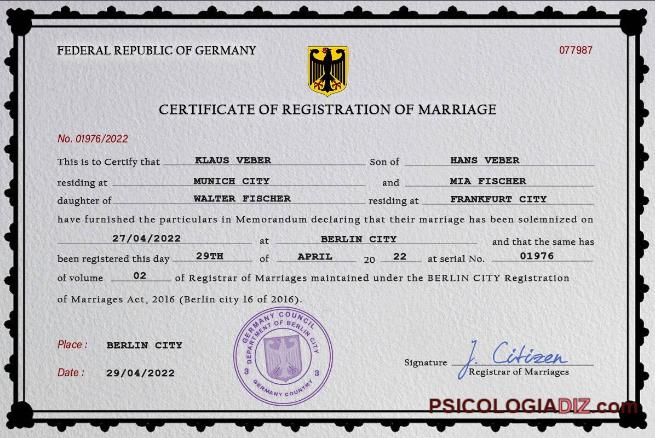 FEDERAL REPUBLIC OF GERMANY
077987
CERTIFICATE OF REGISTRATION OF MARRIAGE
No. 01976/2022
This is to Certify that KLAUS VEBER Son of HANS VEBER
residing at MUNICH CITY and MIA FISCHER
daughter of WALTER FISCHER residing at FRANKFURT CITY
have furnished the particulars in Memorandum declaring that their marriage has been solemnized on
27/04/2022 at BERLIN CITY and that the same has
been registered this day 29TH of APRIL 20 22 at serial No. 01976
of volume 02 of Registrar of Marriages maintained under the BERLIN CITY Registration
of Marriages Act, 2016 (Berlin city 16 of 2016).
GERMANY COUNCIL
DEPARTMENT OF BERLIN CITY
3 3
GERMANY COUNTRY
Place : BERLIN CITY
Date : 29/04/2022
Signature J. Citizen
Registrar of Marriages
PSICOLOGIADIZ.com